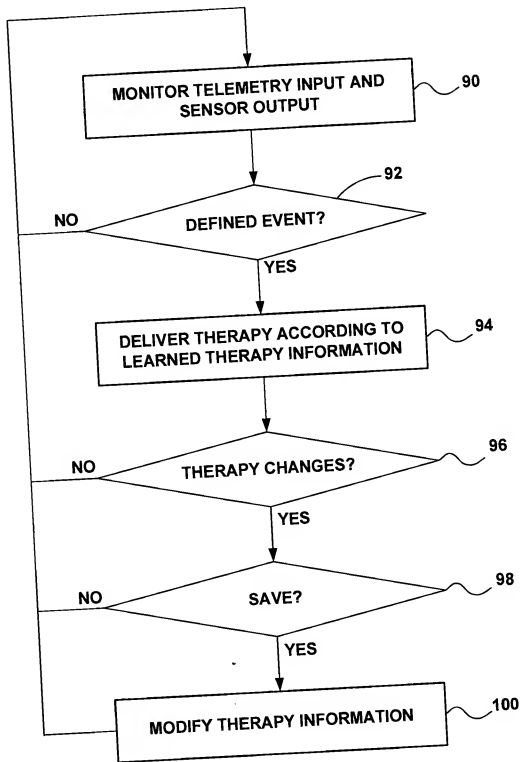 MONITOR TELEMETRY INPUT AND
SENSOR OUTPUT
90
92
DEFINED EVENT?
NO
YES
DELIVER THERAPY ACCORDING TO
LEARNED THERAPY INFORMATION
94
THERAPY CHANGES?
96
NO
YES
SAVE?
98
NO
YES
MODIFY THERAPY INFORMATION
100